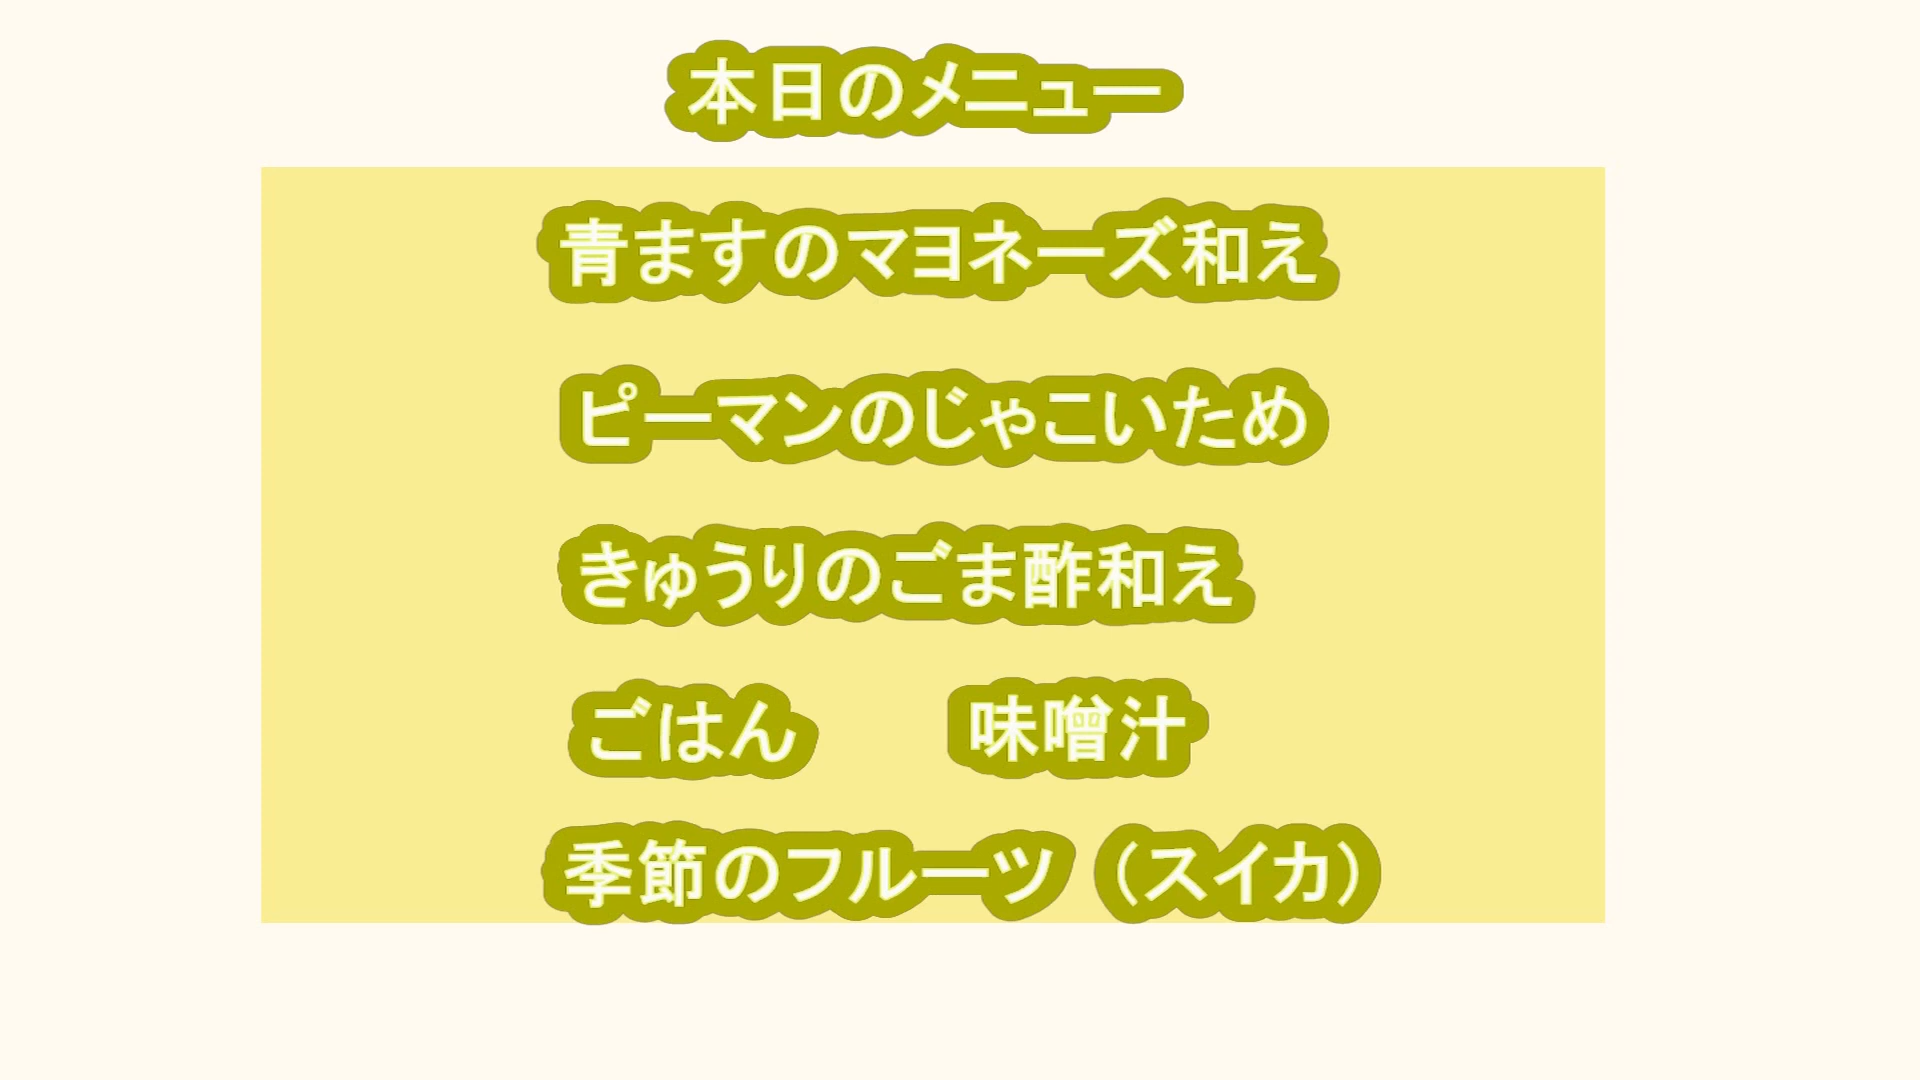 本日のメニュー
青ますのマヨネーズ和え
ピーマンのじゃこいため
きゅうりのごま酢和え
ごはん　味噌汁
季節のフルーツ（スイカ）